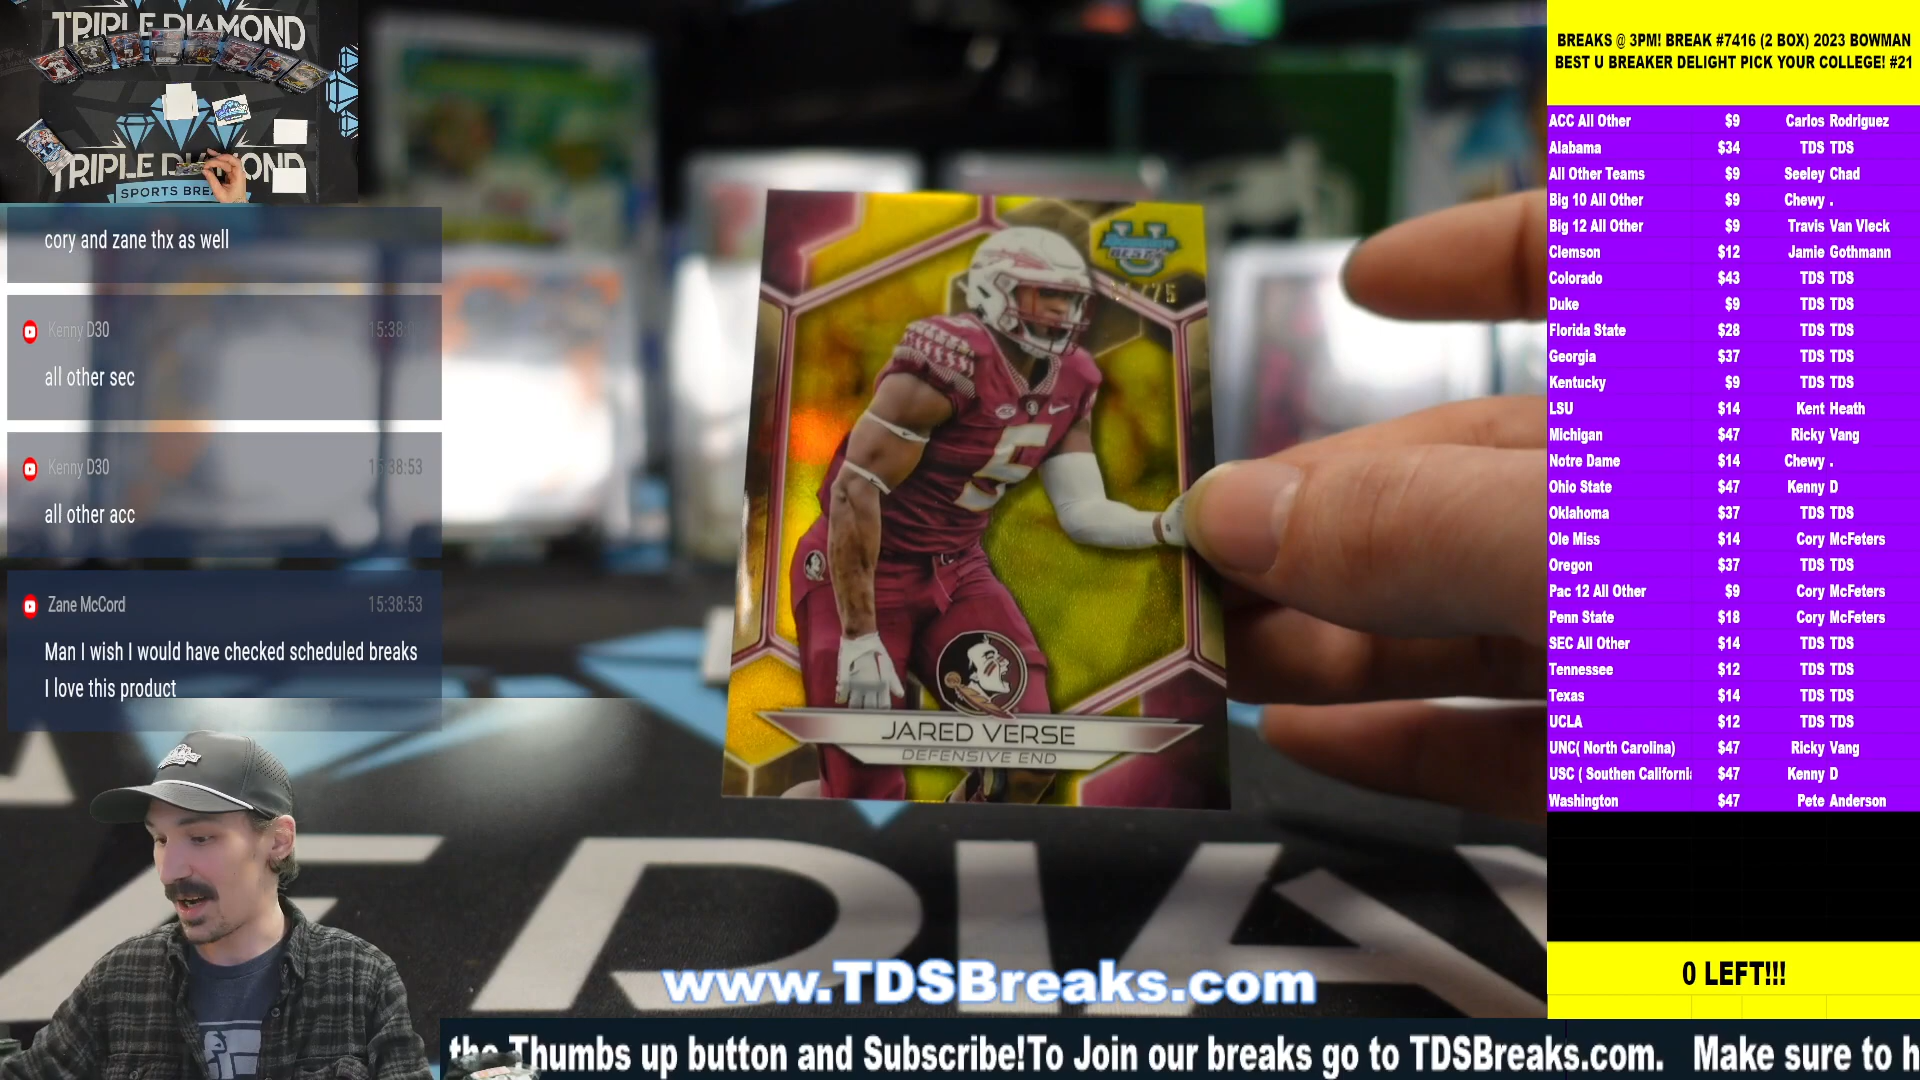 TRIPLE DIAMOND
TRIPLE DIAMOND
SPORTS BREA
cory and zane thx as well
Kenny D30 15:38:
all other sec
Kenny D30 15:38:53
all other acc
Zane McCord 15:38:53
Man I wish I would have checked scheduled breaks
I love this product
U
BEST
/25
5
JARED VERSE
DEFENSIVE END
www.TDSBreaks.com
the Thumbs up button and Subscribe!To Join our breaks go to TDSBreaks.com. Make sure to h
BREAKS @ 3PM! BREAK #7416 (2 BOX) 2023 BOWMAN
BEST U BREAKER DELIGHT PICK YOUR COLLEGE! #21
ACC All Other $9 Carlos Rodriguez
Alabama $34 TDS TDS
All Other Teams $9 Seeley Chad
Big 10 All Other $9 Chewy .
Big 12 All Other $9 Travis Van Vleck
Clemson $12 Jamie Gothmann
Colorado $43 TDS TDS
Duke $9 TDS TDS
Florida State $28 TDS TDS
Georgia $37 TDS TDS
Kentucky $9 TDS TDS
LSU $14 Kent Heath
Michigan $47 Ricky Vang
Notre Dame $14 Chewy .
Ohio State $47 Kenny D
Oklahoma $37 TDS TDS
Ole Miss $14 Cory McFeters
Oregon $37 TDS TDS
Pac 12 All Other $9 Cory McFeters
Penn State $18 Cory McFeters
SEC All Other $14 TDS TDS
Tennessee $12 TDS TDS
Texas $14 TDS TDS
UCLA $12 TDS TDS
UNC( North Carolina) $47 Ricky Vang
USC ( Southen Californi $47 Kenny D
Washington $47 Pete Anderson
0 LEFT!!!